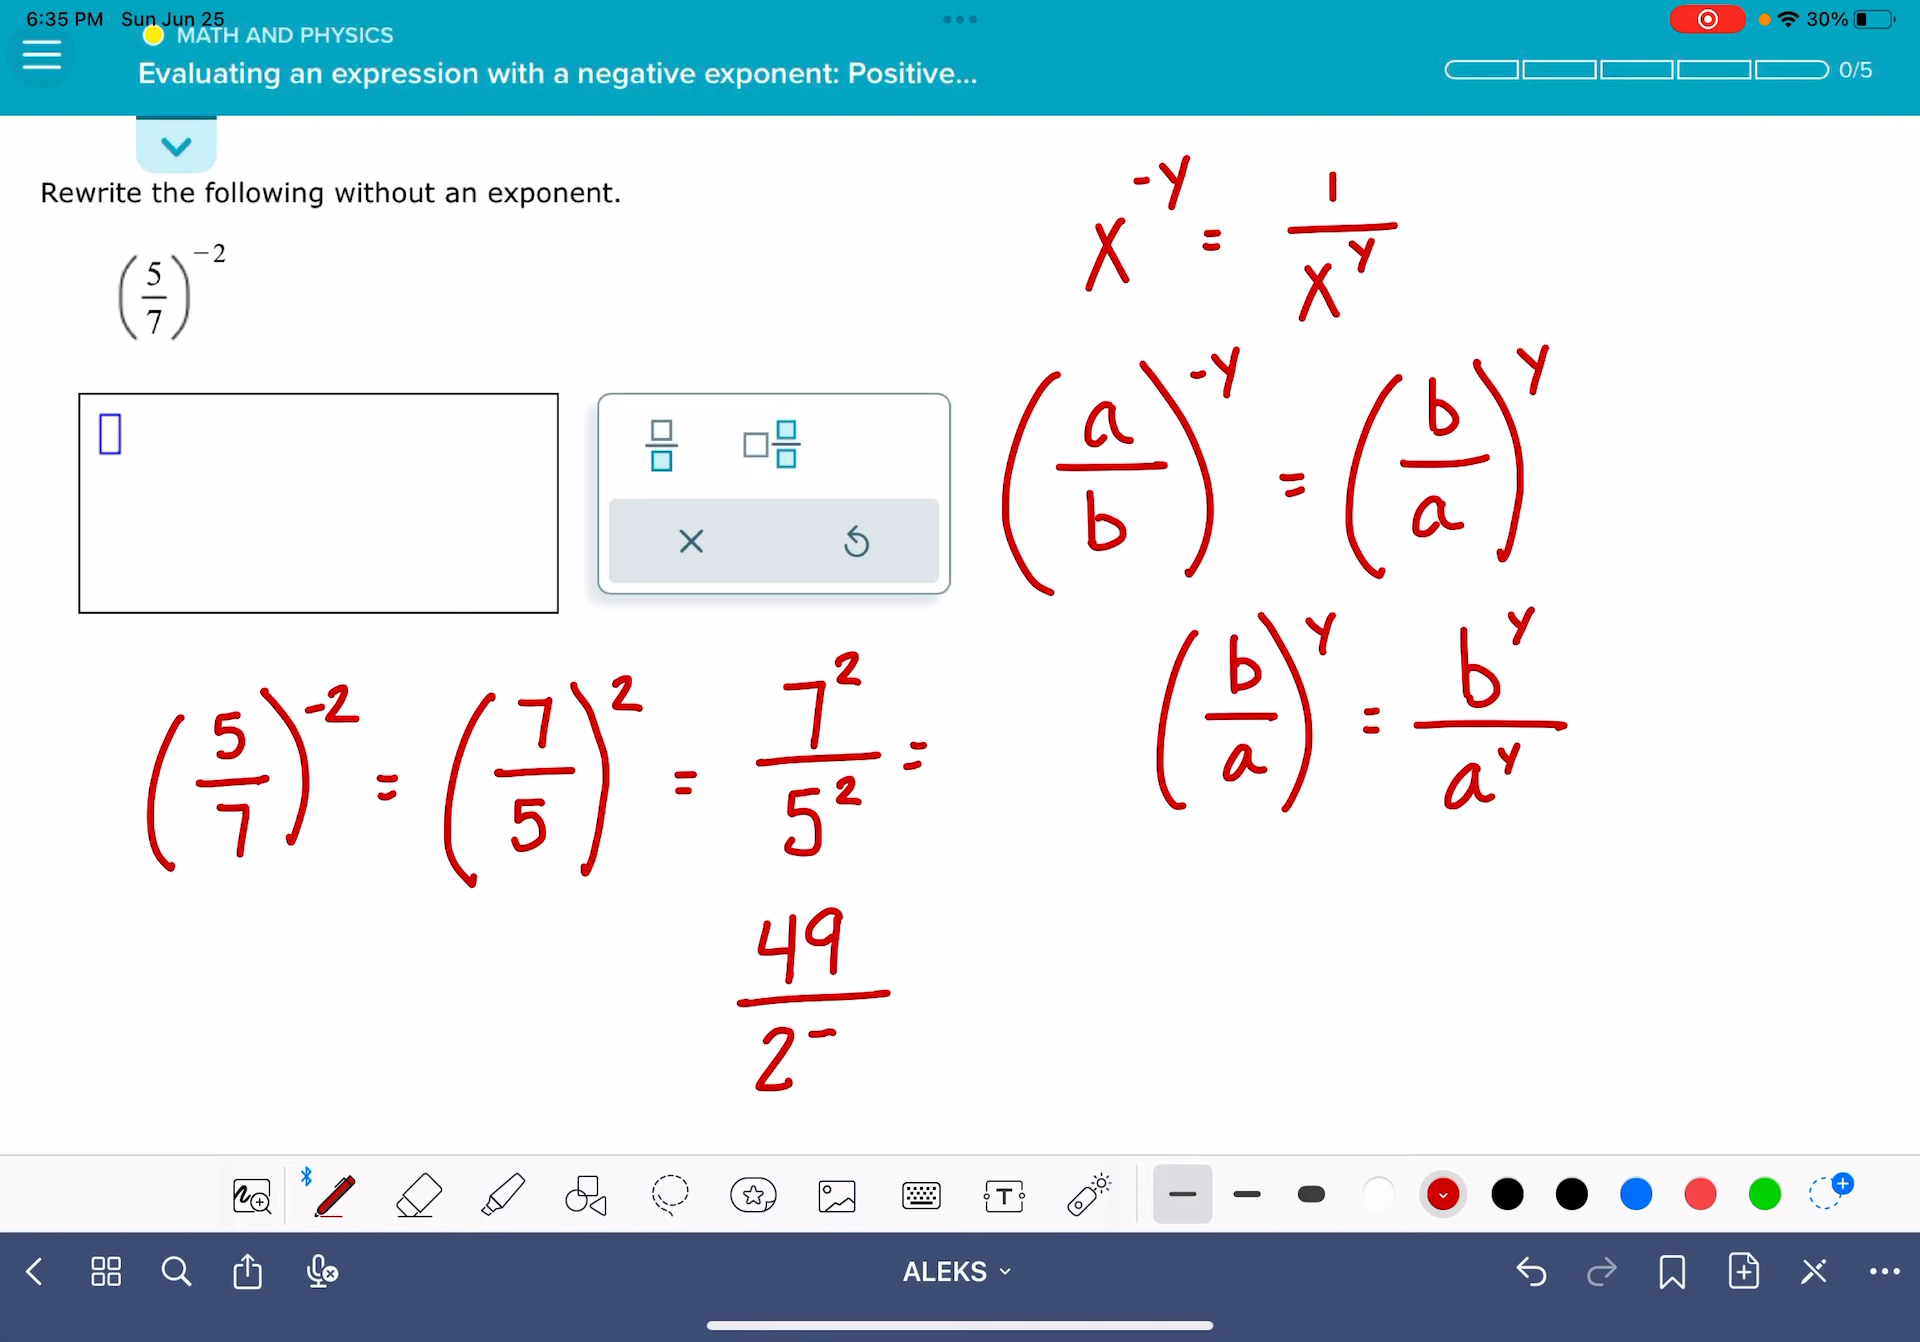 6:35 PM Sun Jun 25
30%
MATH AND PHYSICS
Evaluating an expression with a negative exponent: Positive...
0/5
Rewrite the following without an exponent.
(5/7)^-2
x^-y = 1/x^y
(a/b)^-y = (b/a)^y
(b/a)^y = b^y/a^y
(5/7)^-2 = (7/5)^2 = 7^2/5^2 =
49/2
ALEKS